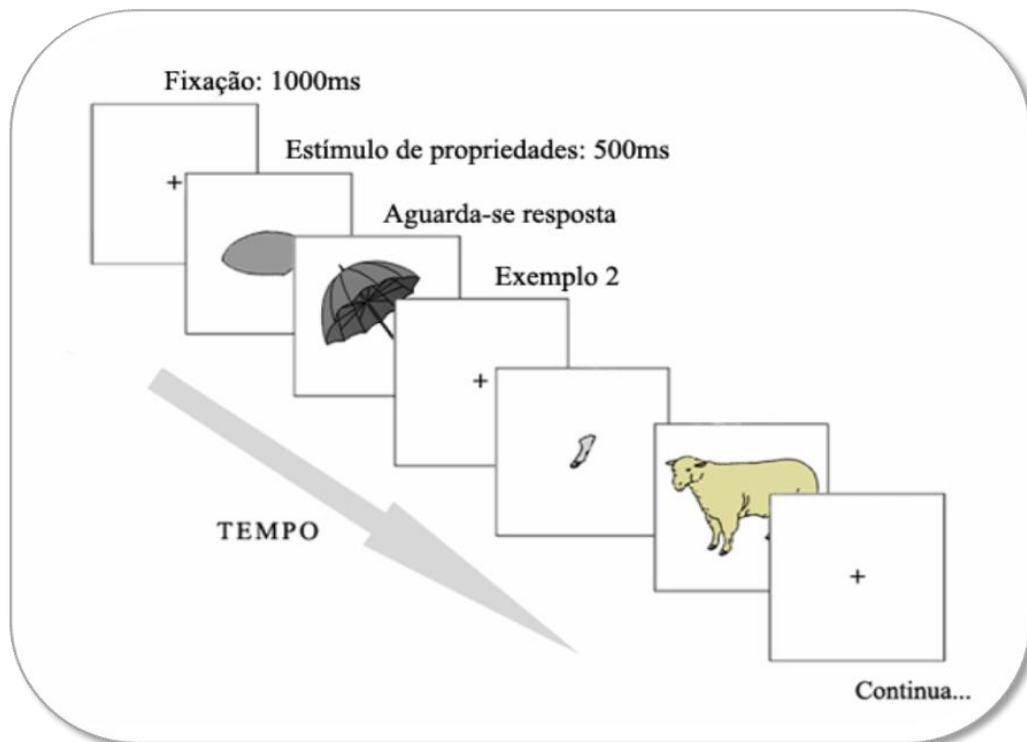 Fixação: 1000ms
Estímulo de propriedades: 500ms
Aguarda-se resposta
Exemplo 2
TEMPO
Continua...